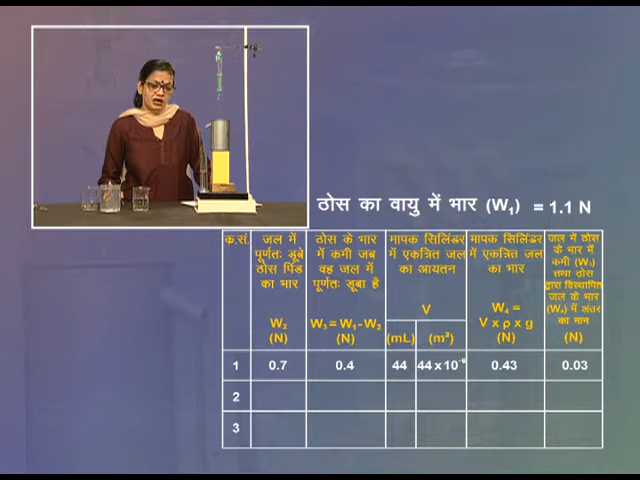 ठोस का वायु में भार (W₁) = 1.1 N
क.सं.
जल में
पूर्णतः डूबे
ठोस पिंड
का भार
W₂
(N)
ठोस के भार
में कमी जब
वह जल में
पूर्णतः डूबा है
W₃ = W₁ - W₂
(N)
मापक सिलिंडर
में एकत्रित जल
का आयतन
V
(mL) (m³)
मापक सिलिंडर
में एकत्रित जल
का भार
W₄ =
V x ρ x g
(N)
जल में ठोस
के भार में
कमी (W₃)
तथा ठोस
द्वारा विस्थापित
जल के भार
(W₄) में अंतर
का मान
(N)
1 0.7 0.4 44 44 x 10⁻⁶ 0.43 0.03
2
3